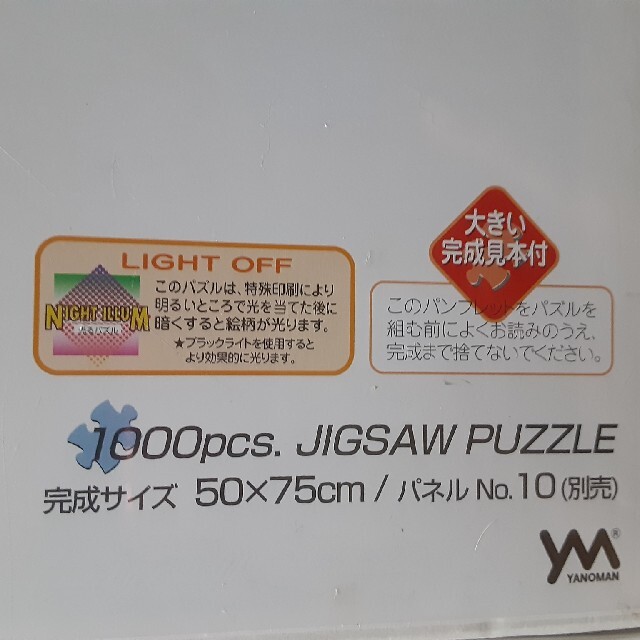 LIGHT OFF
NIGHT ILLUM
光るパズル
このパズルは、特殊印刷により
明るいところで光を当てた後に
暗くすると絵柄が光ります。
★ブラックライトを使用すると
より効果的に光ります。
大きい
完成見本付
このパンフレットをパズルを
組む前によくお読みのうえ、
完成まで捨てないでください。
1000pcs. JIGSAW PUZZLE
完成サイズ 50×75cm / パネル No.10 (別売)
YM®
YANOMAN